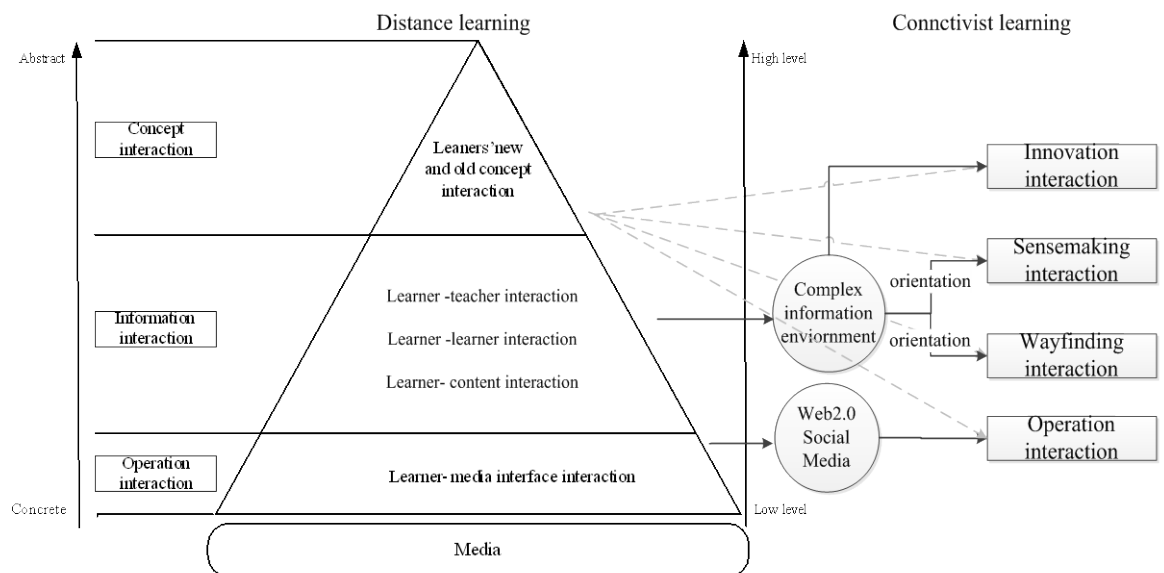 Distance learning
Connctivist learning
Abstract
High level
Concept
interaction
Leaners'new
and old concept
interaction
Innovation
interaction
Sensemaking
interaction
orientation
Complex
information
enviornment
orientation
Wayfinding
interaction
Information
interaction
Learner -teacher interaction
Learner -learner interaction
Learner- content interaction
Web2.0
Social
Media
Operation
interaction
Operation
interaction
Learner- media interface interaction
Concrete
Low level
Media